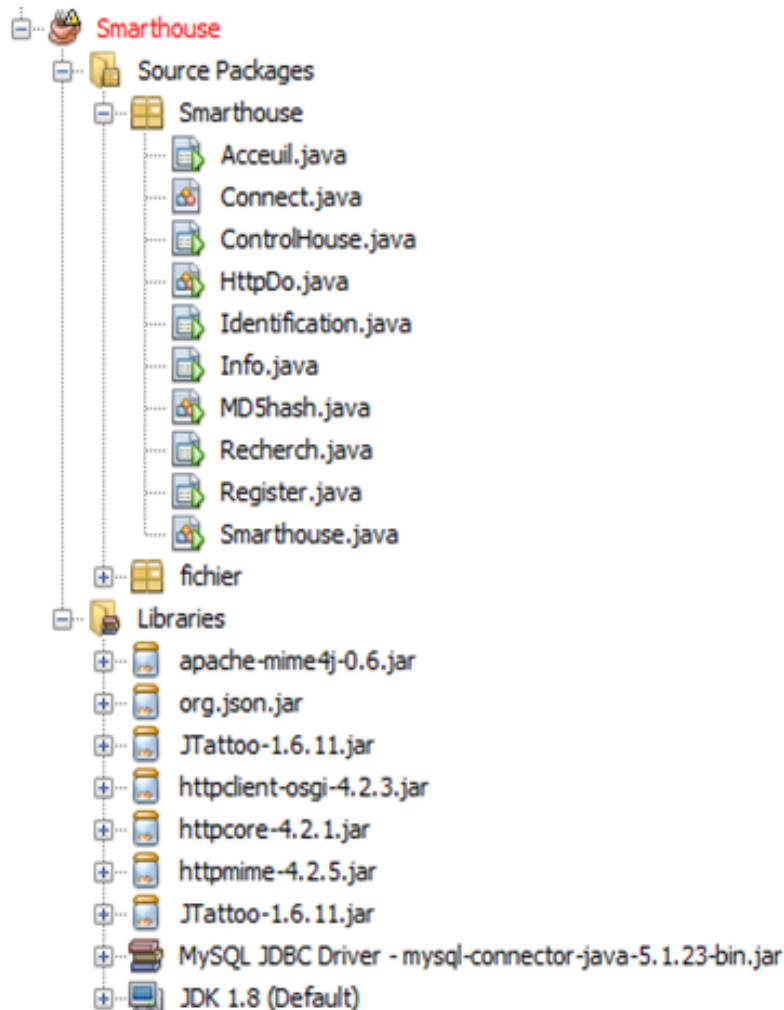 Smarthouse
Source Packages
Smarthouse
Acceuil.java
Connect.java
ControlHouse.java
HttpDo.java
Identification.java
Info.java
MD5hash.java
Recherch.java
Register.java
Smarthouse.java
fichier
Libraries
apache-mime4j-0.6.jar
org.json.jar
JTattoo-1.6.11.jar
httpclient-osgi-4.2.3.jar
httpcore-4.2.1.jar
httpmime-4.2.5.jar
JTattoo-1.6.11.jar
MySQL JDBC Driver - mysql-connector-java-5.1.23-bin.jar
JDK 1.8 (Default)